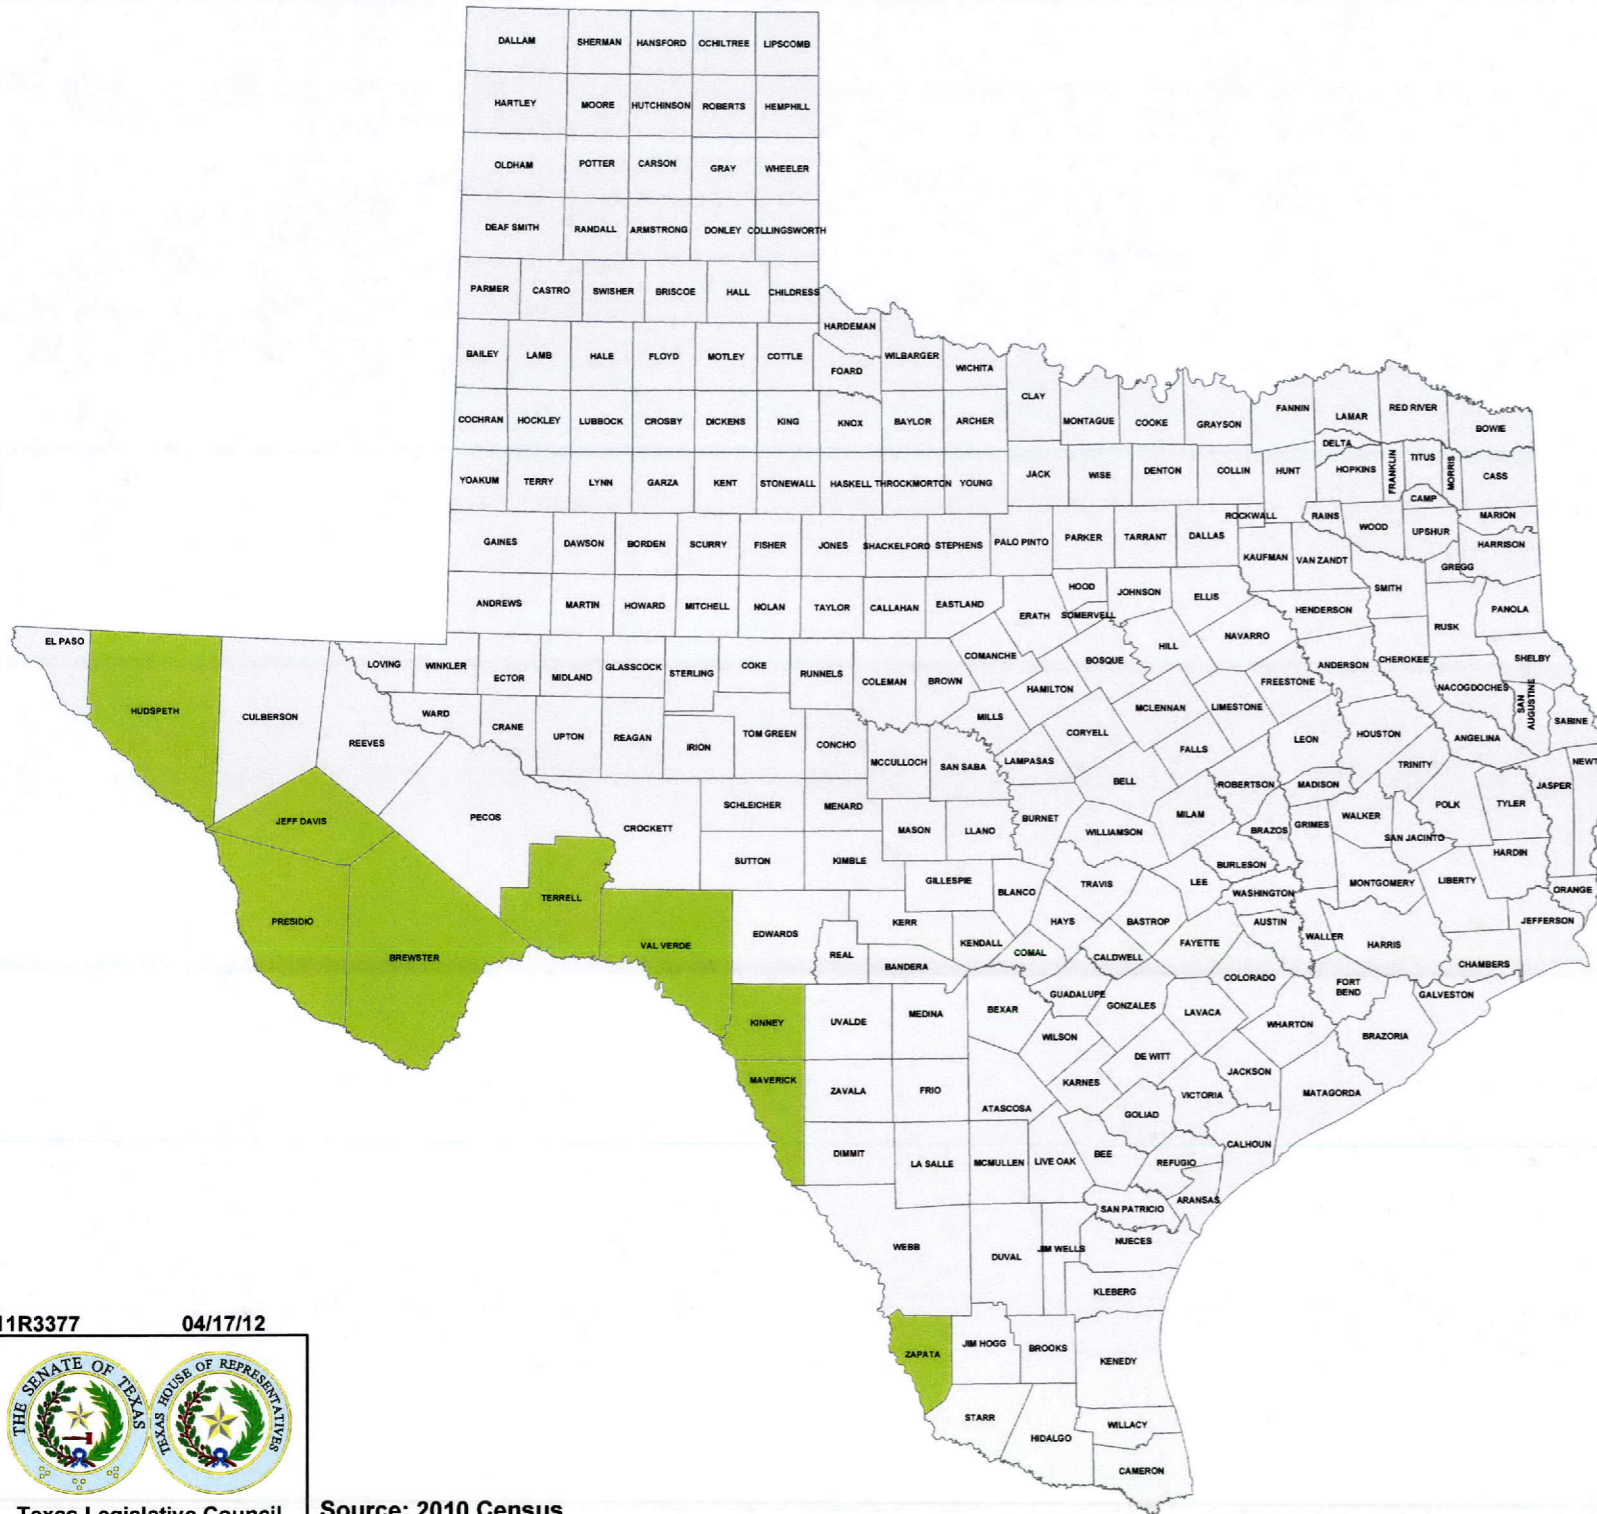 DALLAM SHERMAN HANSFORD OCHILTREE LIPSCOMB
HARTLEY MOORE HUTCHINSON ROBERTS HEMPHILL
OLDHAM POTTER CARSON GRAY WHEELER
DEAF SMITH RANDALL ARMSTRONG DONLEY COLLINGSWORTH
PARMER CASTRO SWISHER BRISCOE HALL CHILDRESS
HARDEMAN
BAILEY LAMB HALE FLOYD MOTLEY COTTLE FOARD WILBARGER WICHITA
CLAY
COCHRAN HOCKLEY LUBBOCK CROSBY DICKENS KING KNOX BAYLOR ARCHER MONTAGUE COOKE GRAYSON FANNIN LAMAR RED RIVER BOWIE
DELTA
YOAKUM TERRY LYNN GARZA KENT STONEWALL HASKELL THROCKMORTON YOUNG JACK WISE DENTON COLLIN HUNT HOPKINS FRANKLIN TITUS MORRIS CASS
CAMP
ROCKWALL RAINS WOOD UPSHUR MARION
GAINES DAWSON BORDEN SCURRY FISHER JONES SHACKELFORD STEPHENS PALO PINTO PARKER TARRANT DALLAS KAUFMAN VAN ZANDT HARRISON
GREGG
ANDREWS MARTIN HOWARD MITCHELL NOLAN TAYLOR CALLAHAN EASTLAND ERATH HOOD SOMERVELL JOHNSON ELLIS HENDERSON SMITH RUSK PANOLA
EL PASO LOVING WINKLER ECTOR MIDLAND GLASSCOCK STERLING COKE RUNNELS COLEMAN BROWN COMANCHE HAMILTON BOSQUE HILL NAVARRO FREESTONE ANDERSON CHEROKEE NACOGDOCHES SHELBY
SAN
AUGUSTINE
SABINE
HUDSPETH CULBERSON REEVES WARD CRANE UPTON REAGAN IRION TOM GREEN CONCHO MILLS CORYELL MCLENNAN LIMESTONE FALLS LEON HOUSTON ANGELINA
MCCULLOCH SAN SABA LAMPASAS BELL ROBERTSON MADISON TRINITY JASPER NEWT
JEFF DAVIS PECOS CROCKETT SCHLEICHER MENARD MASON LLANO BURNET WILLIAMSON MILAM BRAZOS GRIMES WALKER SAN JACINTO POLK TYLER
SUTTON KIMBLE GILLESPIE BLANCO TRAVIS LEE BURLESON WASHINGTON MONTGOMERY LIBERTY HARDIN ORANGE
PRESIDIO BREWSTER TERRELL VAL VERDE EDWARDS REAL KERR BANDERA KENDALL COMAL HAYS CALDWELL BASTROP FAYETTE AUSTIN WALLER HARRIS JEFFERSON CHAMBERS
COLORADO
FORT
BEND
GALVESTON
KINNEY UVALDE MEDINA BEXAR GUADALUPE WILSON GONZALES LAVACA WHARTON BRAZORIA
MAVERICK ZAVALA FRIO ATASCOSA KARNES DE WITT VICTORIA JACKSON MATAGORDA
GOLIAD
DIMMIT LA SALLE MCMULLEN LIVE OAK BEE REFUGIO CALHOUN
ARANSAS
SAN PATRICIO
WEBB DUVAL JIM WELLS NUECES
KLEBERG
ZAPATA JIM HOGG BROOKS KENEDY
STARR HIDALGO WILLACY
CAMERON
11R3377 04/17/12
THE SENATE OF TEXAS
TEXAS HOUSE OF REPRESENTATIVES
Texas Legislative Council
Source: 2010 Census